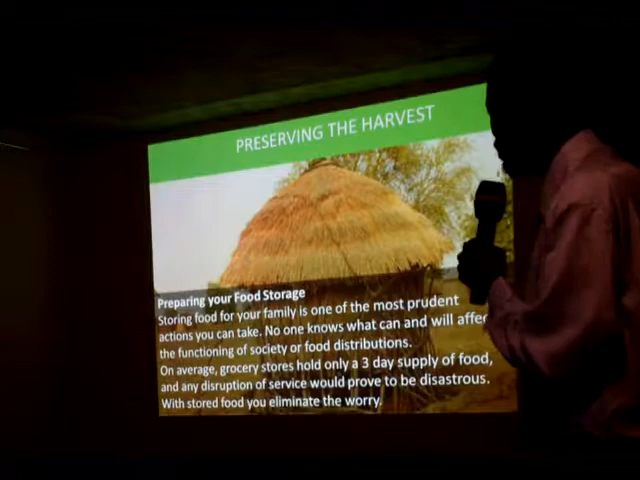 PRESERVING THE HARVEST
Preparing your Food Storage
Storing food for your family is one of the most prudent
actions you can take. No one knows what can and will affec
the functioning of society or food distributions.
On average, grocery stores hold only a 3 day supply of food,
and any disruption of service would prove to be disastrous.
With stored food you eliminate the worry.